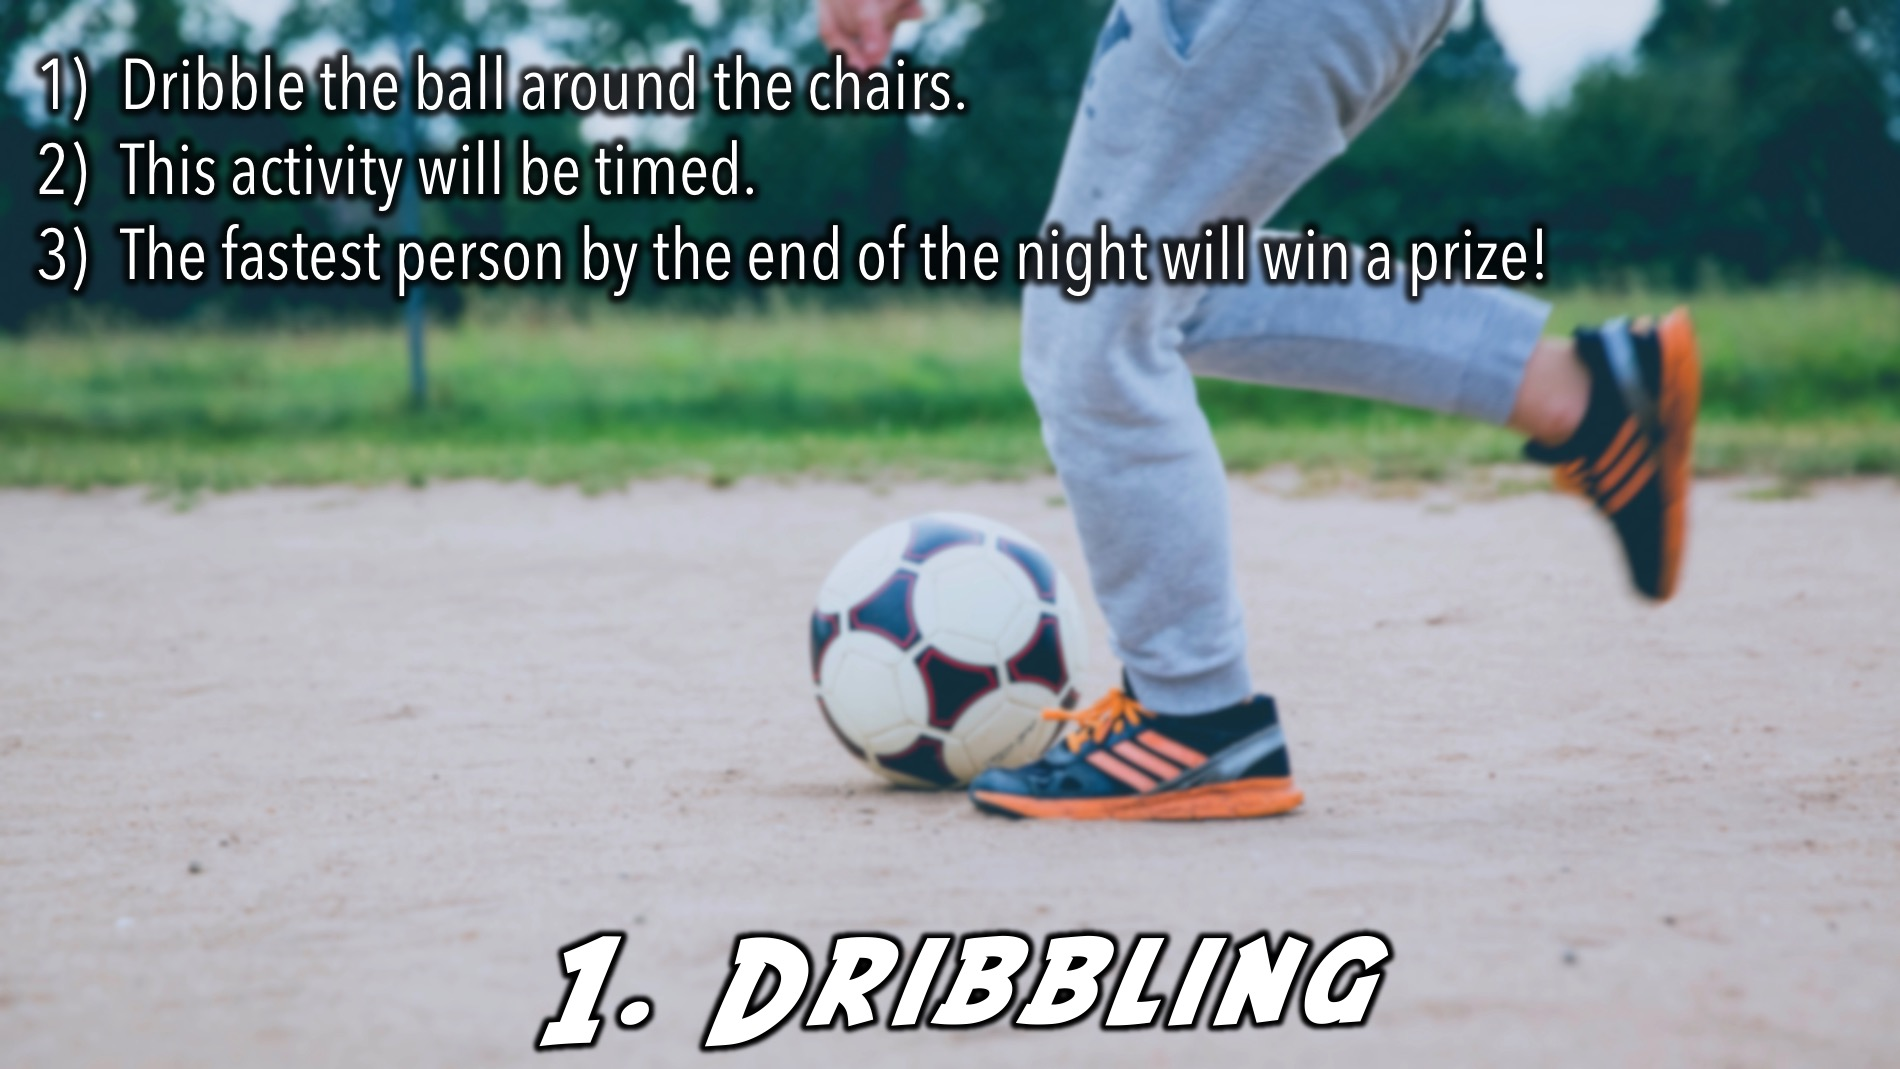 1) Dribble the ball around the chairs.
2) This activity will be timed.
3) The fastest person by the end of the night will win a prize!
1. DRIBBLING